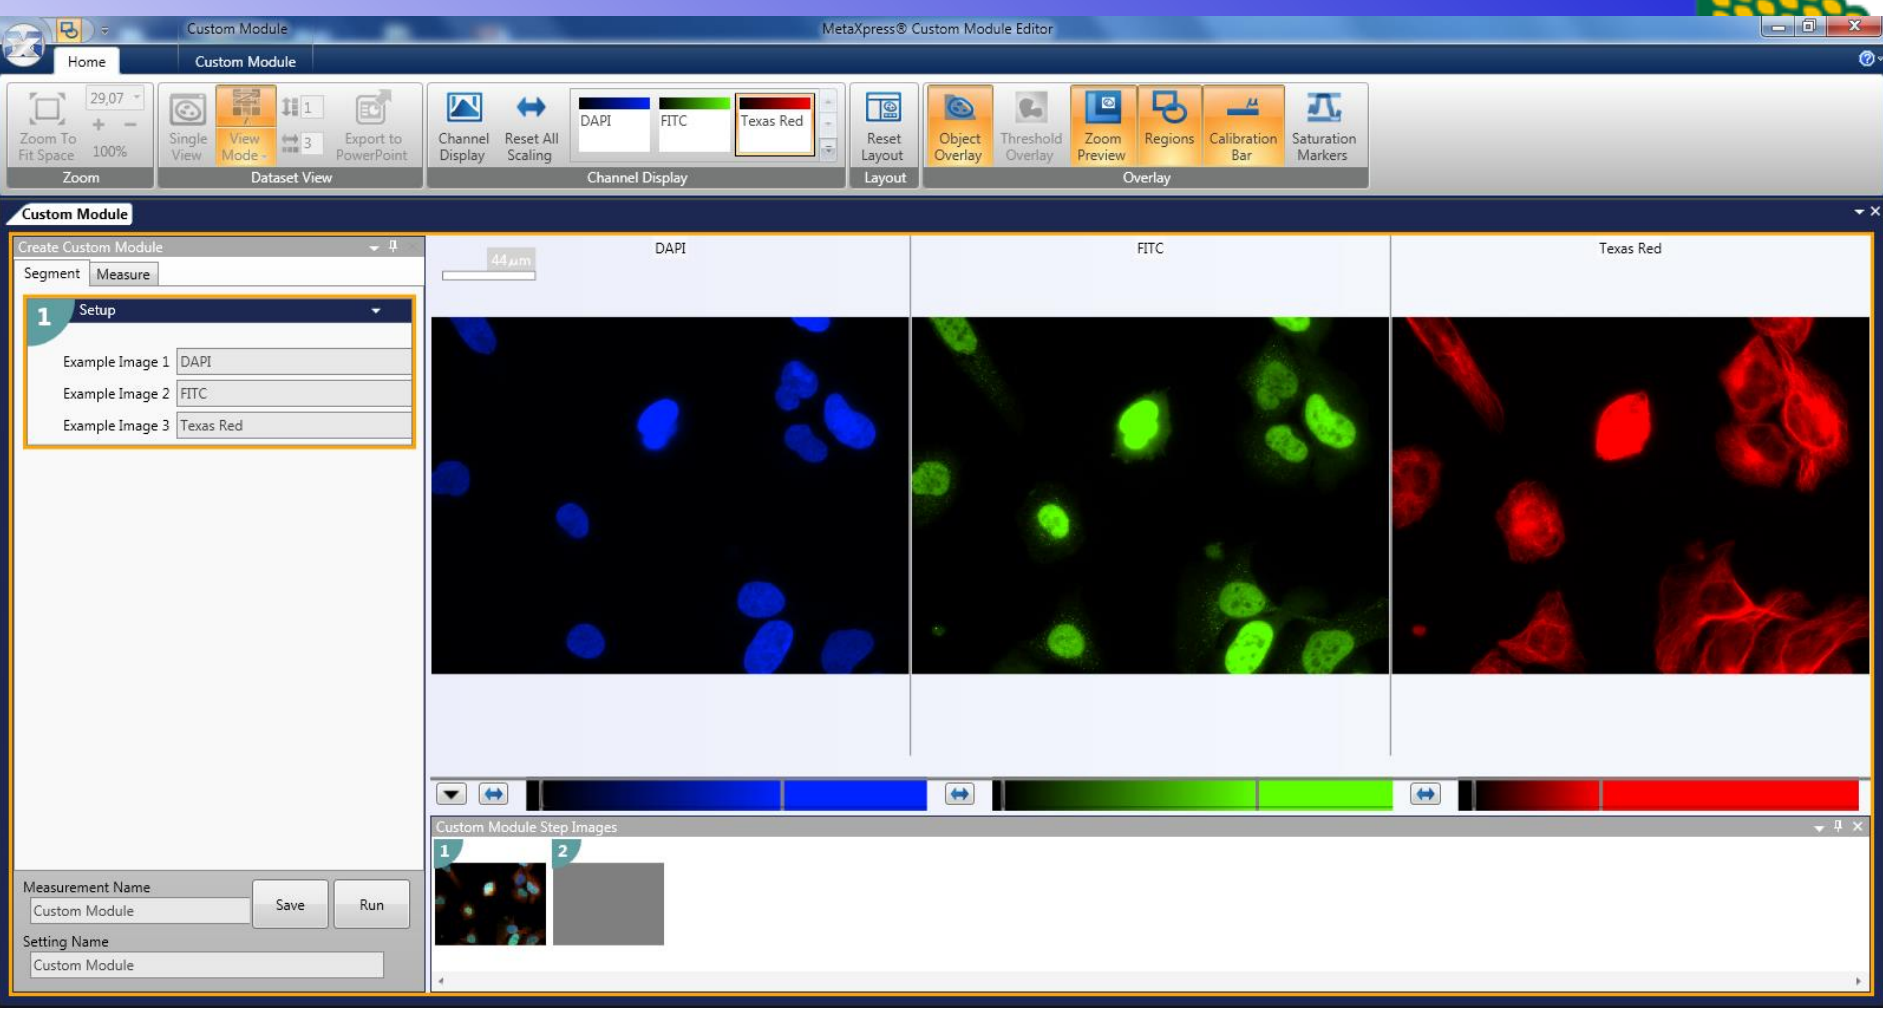 Custom Module
MetaXpress® Custom Module Editor
Home
Custom Module
29,07
Zoom To
Fit Space
100%
Zoom
Single
View
View
Mode
1
3
Export to
PowerPoint
Dataset View
Channel
Display
Reset All
Scaling
DAPI
FITC
Texas Red
Channel Display
Reset
Layout
Layout
Object
Overlay
Threshold
Overlay
Zoom
Preview
Regions
μ
Calibration
Bar
Saturation
Markers
Overlay
Custom Module
Create Custom Module
Segment
Measure
1
Setup
Example Image 1 DAPI
Example Image 2 FITC
Example Image 3 Texas Red
44μm
DAPI
FITC
Texas Red
Custom Module Step Images
1
2
Measurement Name
Custom Module
Save
Run
Setting Name
Custom Module